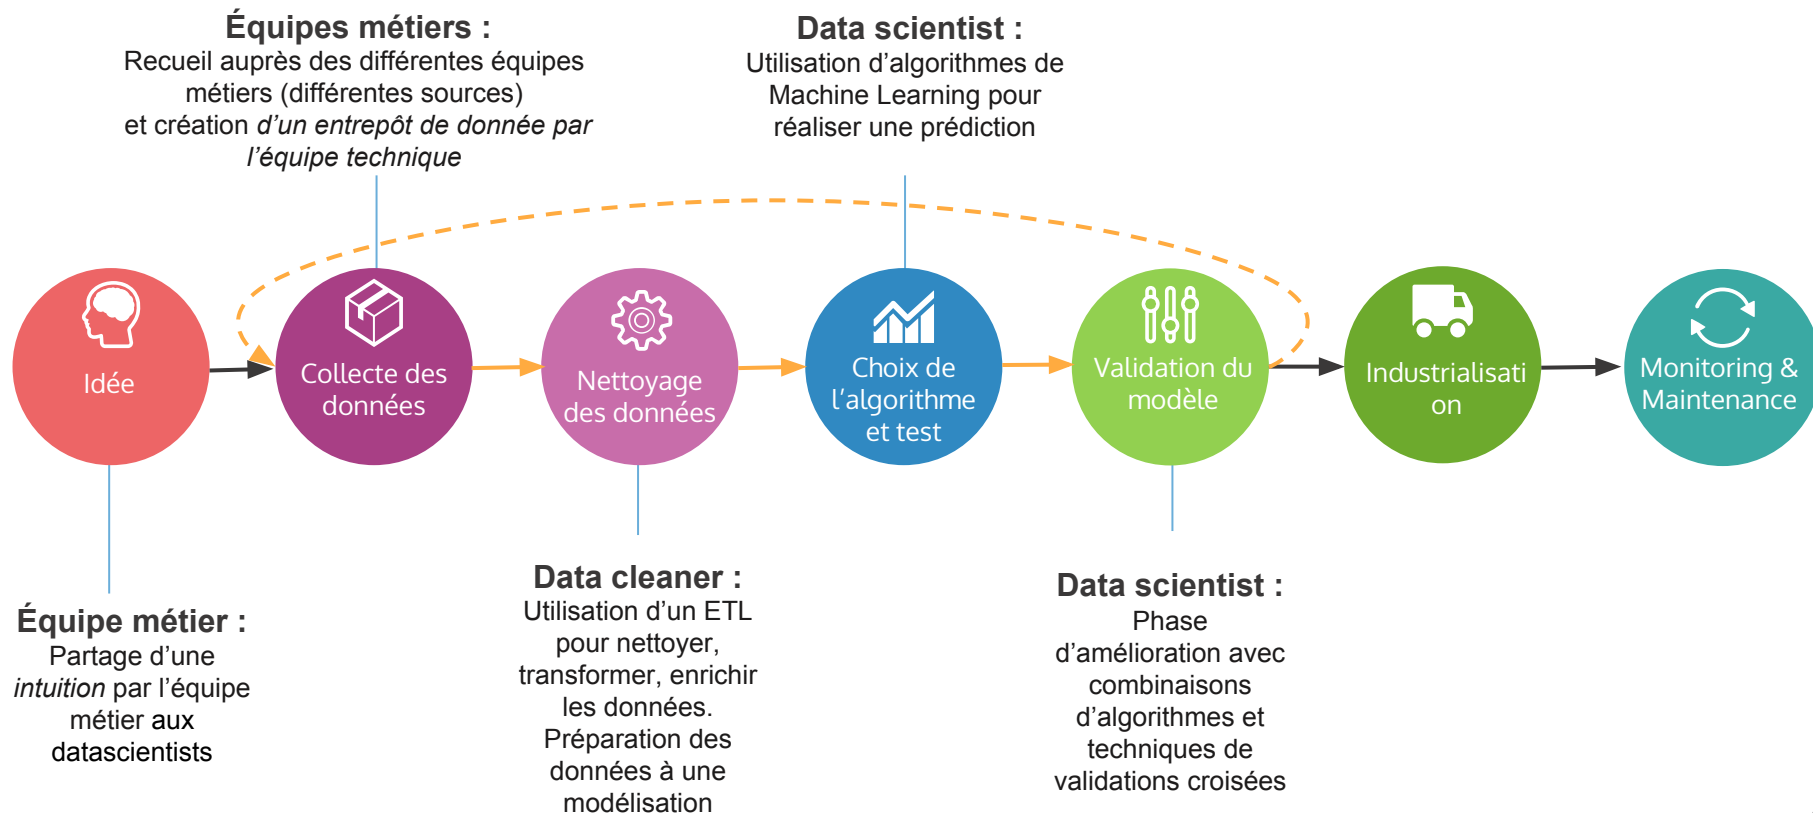 Équipes métiers :
Recueil auprès des différentes équipes
métiers (différentes sources)
et création d’un entrepôt de donnée par
l’équipe technique
Data scientist :
Utilisation d’algorithmes de
Machine Learning pour
réaliser une prédiction
Idée
Collecte des
données
Nettoyage
des données
Choix de
l’algorithme
et test
Validation du
modèle
Industrialisati
on
Monitoring &
Maintenance
Équipe métier :
Partage d’une
intuition par l’équipe
métier aux
datascientists
Data cleaner :
Utilisation d’un ETL
pour nettoyer,
transformer, enrichir
les données.
Préparation des
données à une
modélisation
Data scientist :
Phase
d’amélioration avec
combinaisons
d’algorithmes et
techniques de
validations croisées